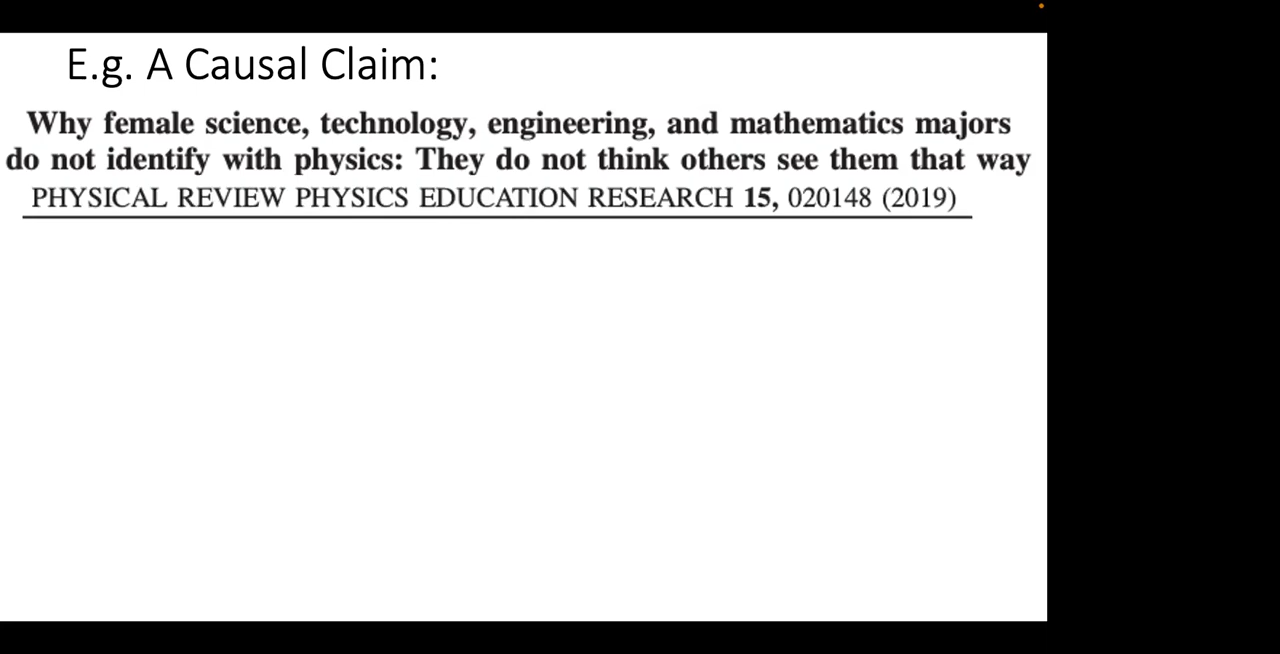 E.g. A Causal Claim:
Why female science, technology, engineering, and mathematics majors
do not identify with physics: They do not think others see them that way
PHYSICAL REVIEW PHYSICS EDUCATION RESEARCH 15, 020148 (2019)